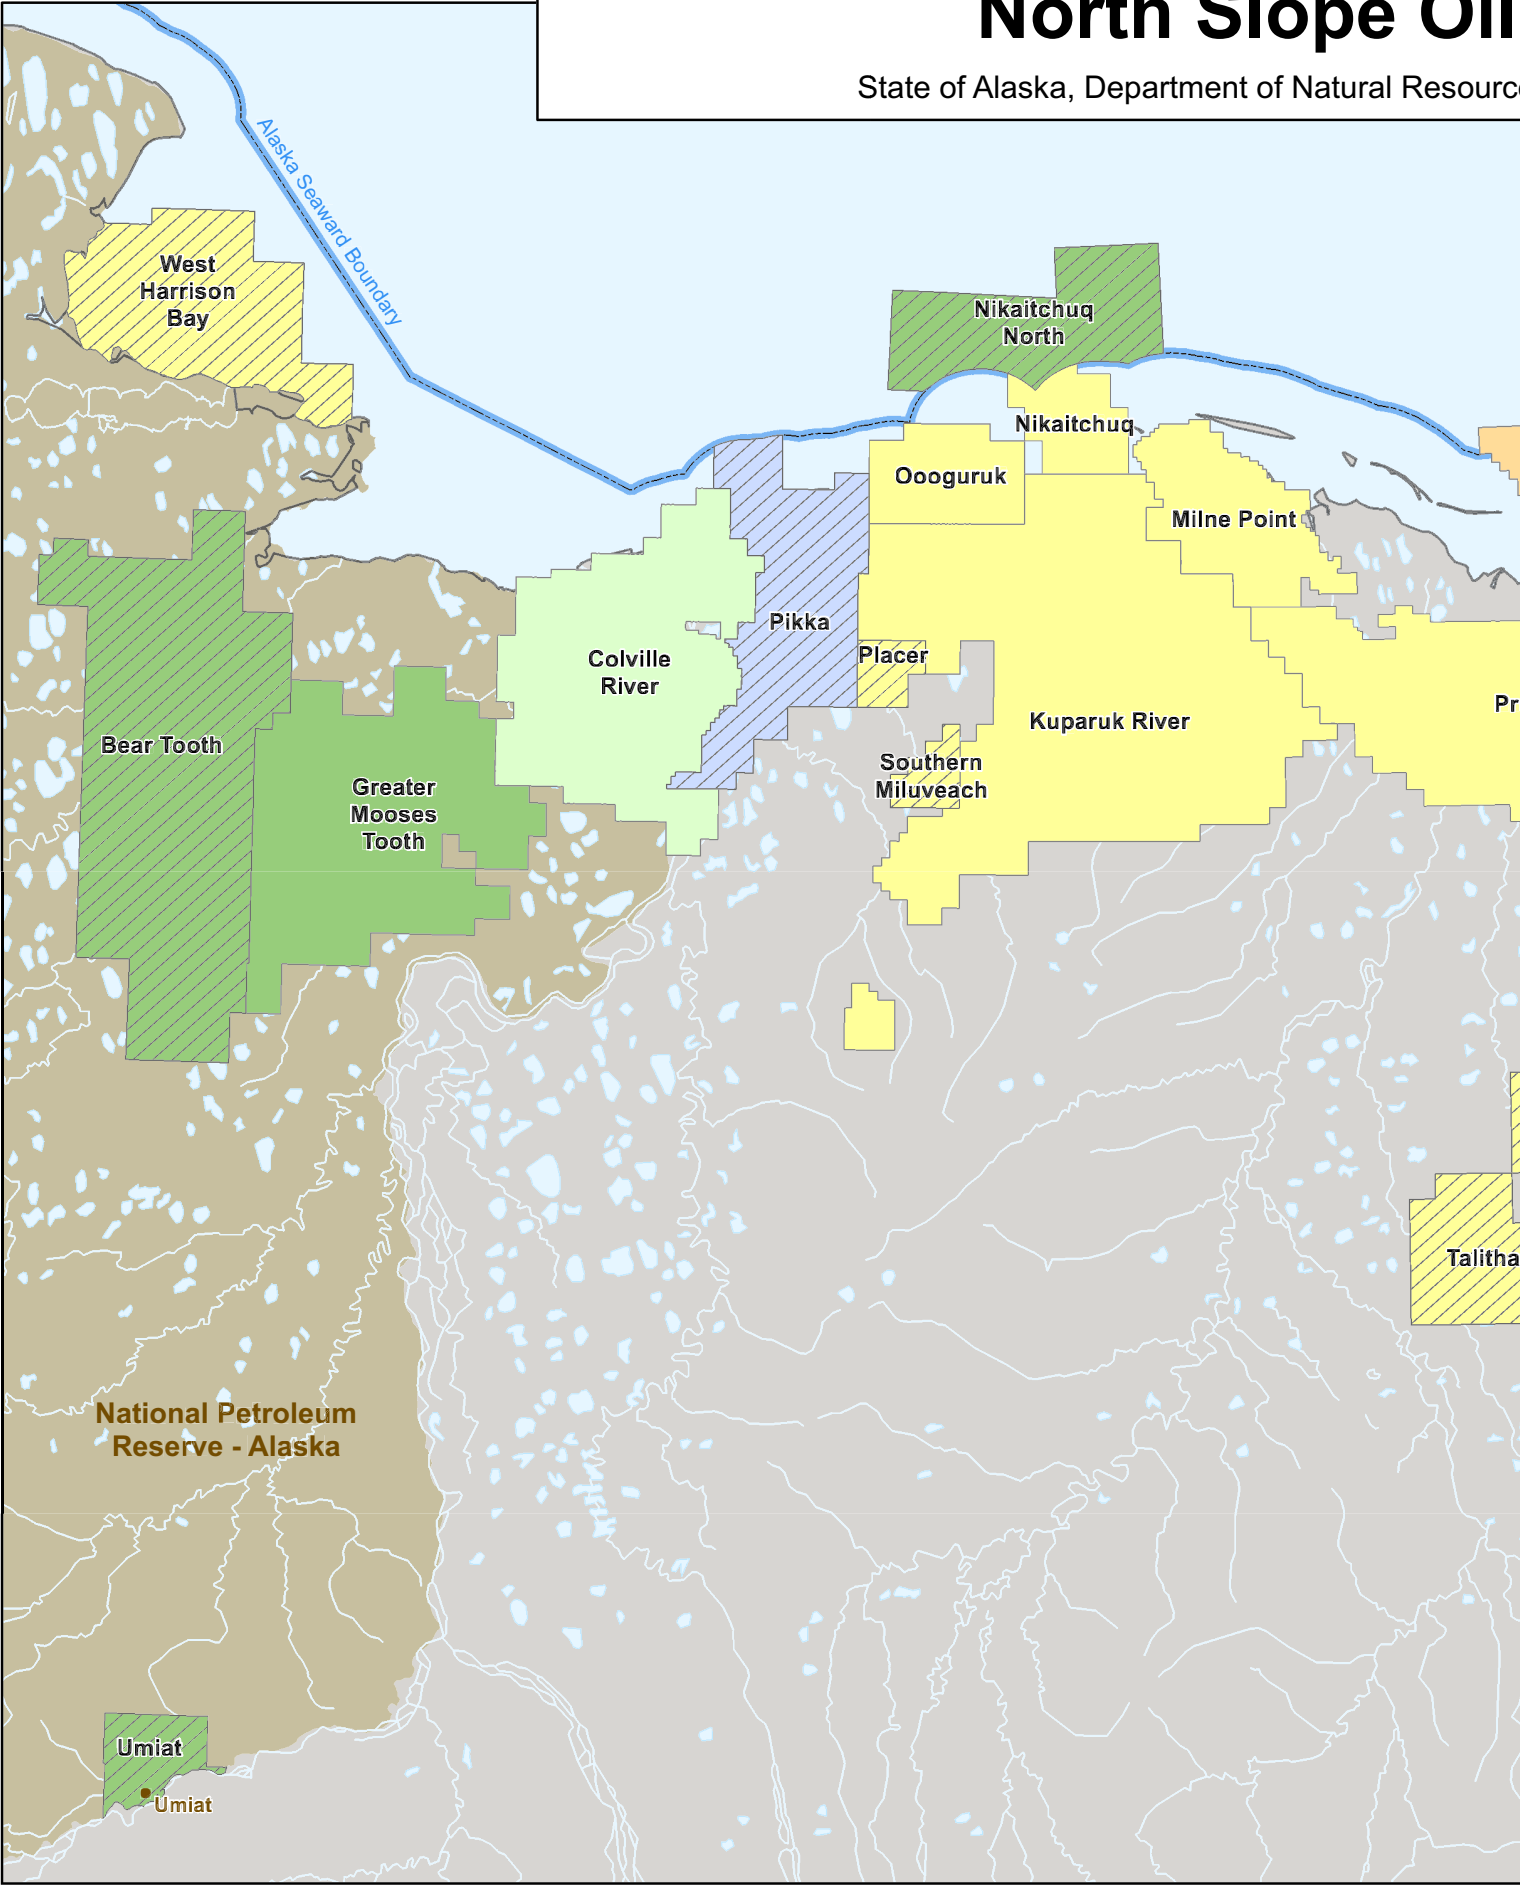 North Slope Oil
State of Alaska, Department of Natural
Alaska Seaward Boundary
West
Harrison
Bay
Nikaitchuq
North
Nikaitchuq
Oooguruk
Milne Point
Pikka
Placer
Colville
River
Kuparuk River
Bear Tooth
Southern
Miluveach
Greater
Mooses
Tooth
Talitha
National Petroleum
Reserve - Alaska
Umiat
Umiat